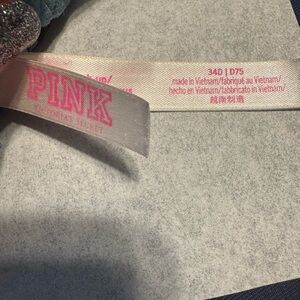 PINK
VICTORIA'S SECRET
34D | D75
made in Vietnam/fabriqué au Vietnam/
hecho en Vietnam/fabbricato in Vietnam/
越南制造